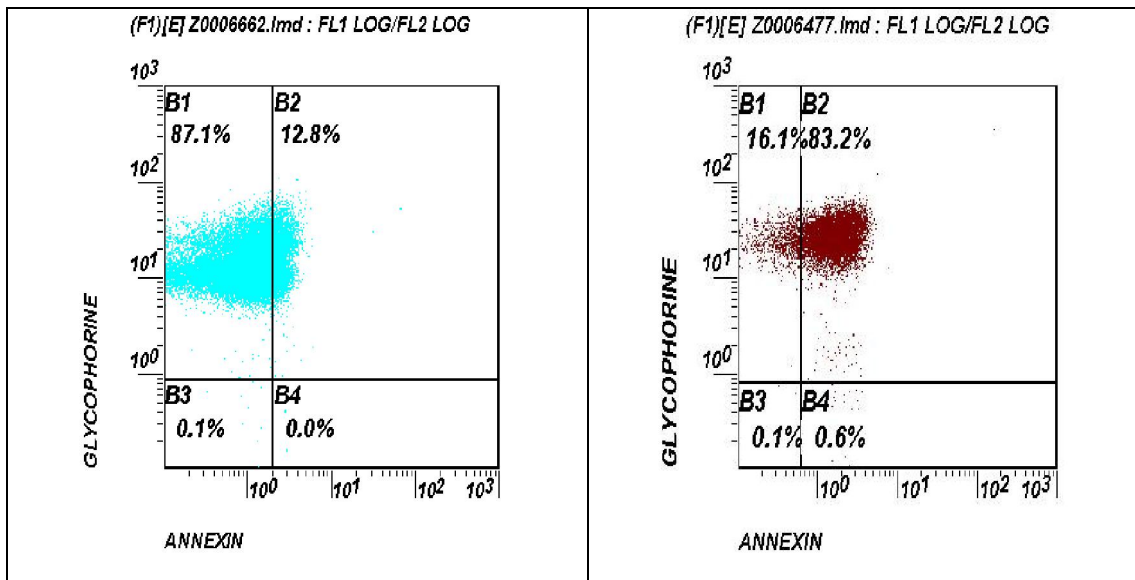 (F1)[E] Z0006662.lmd : FL1 LOG/FL2 LOG
10³
B1 B2
87.1% 12.8%
10²
10¹
10⁰
B3 B4
0.1% 0.0%
GLYCOPHORINE
10⁰ 10¹ 10² 10³
ANNEXIN
(F1)[E] Z0006477.lmd : FL1 LOG/FL2 LOG
10³
B1 B2
16.1% 83.2%
10²
10¹
10⁰
B3 B4
0.1% 0.6%
GLYCOPHORINE
10⁰ 10¹ 10² 10³
ANNEXIN